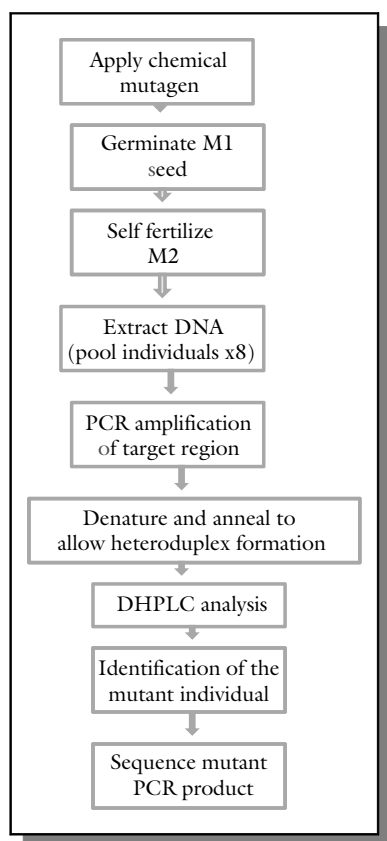 Apply chemical
mutagen
Germinate M1
seed
Self fertilize
M2
Extract DNA
(pool individuals x8)
PCR amplification
of target region
Denature and anneal to
allow heteroduplex formation
DHPLC analysis
Identification of the
mutant individual
Sequence mutant
PCR product